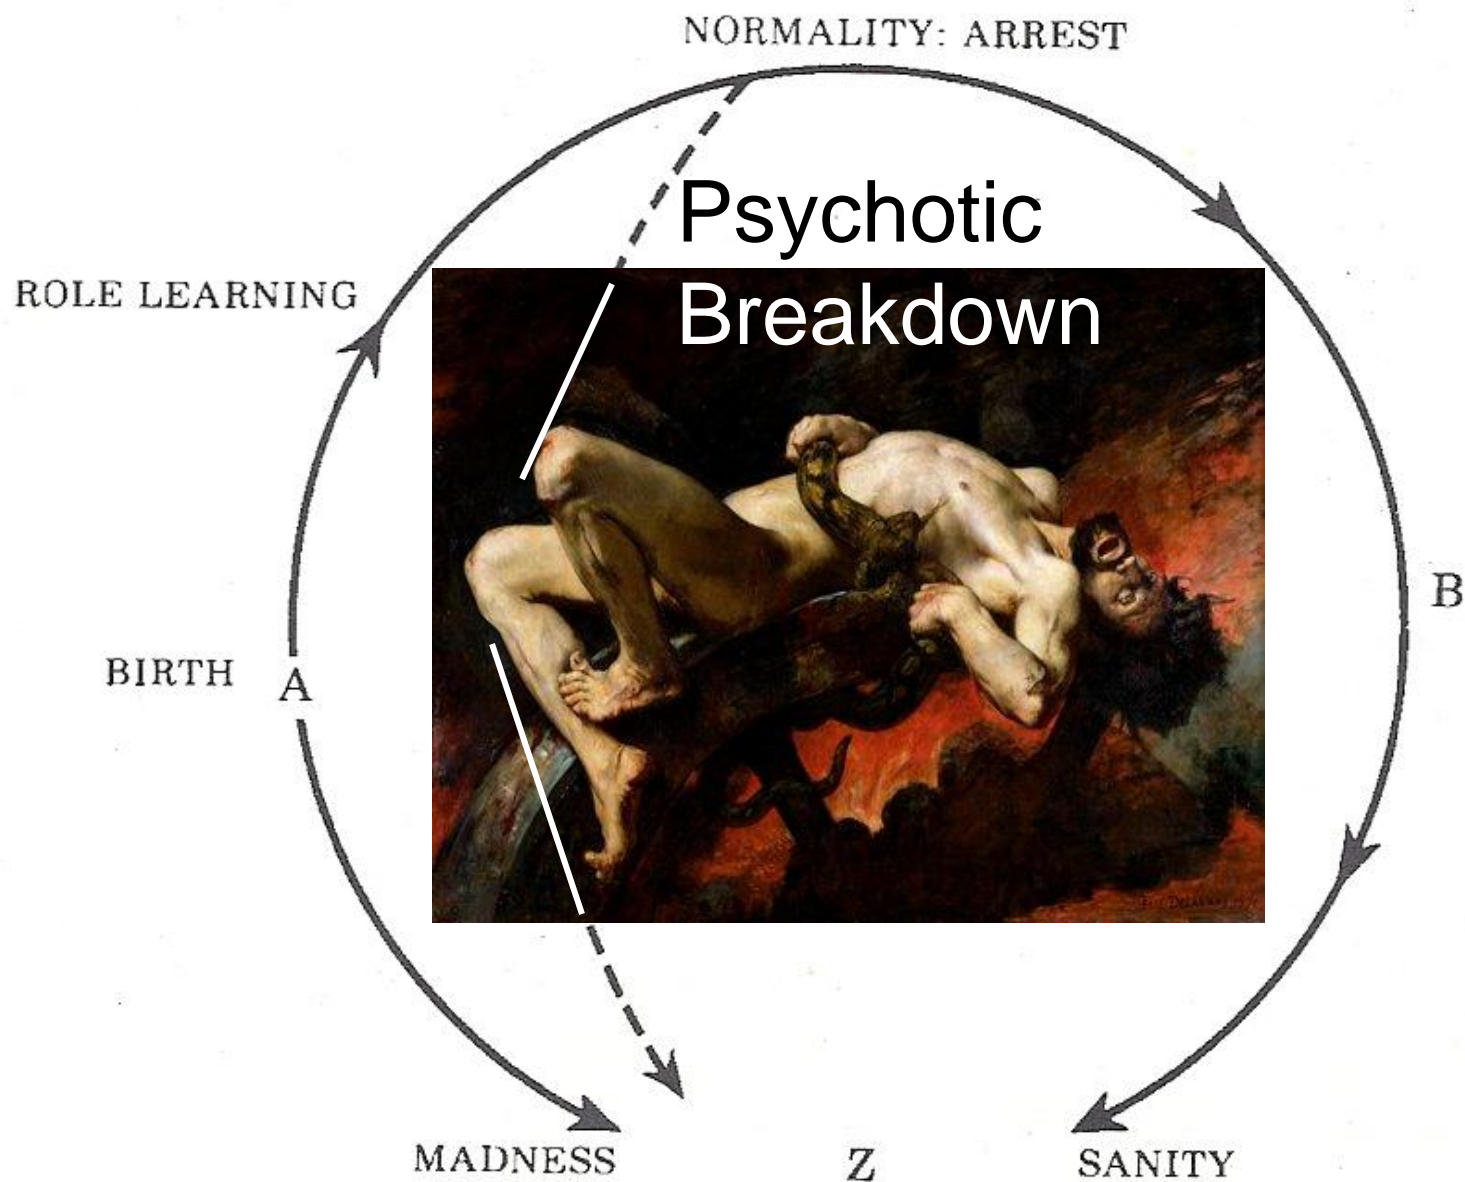 NORMALITY: ARREST
Psychotic
Breakdown
ROLE LEARNING
B
BIRTH A
MADNESS Z SANITY